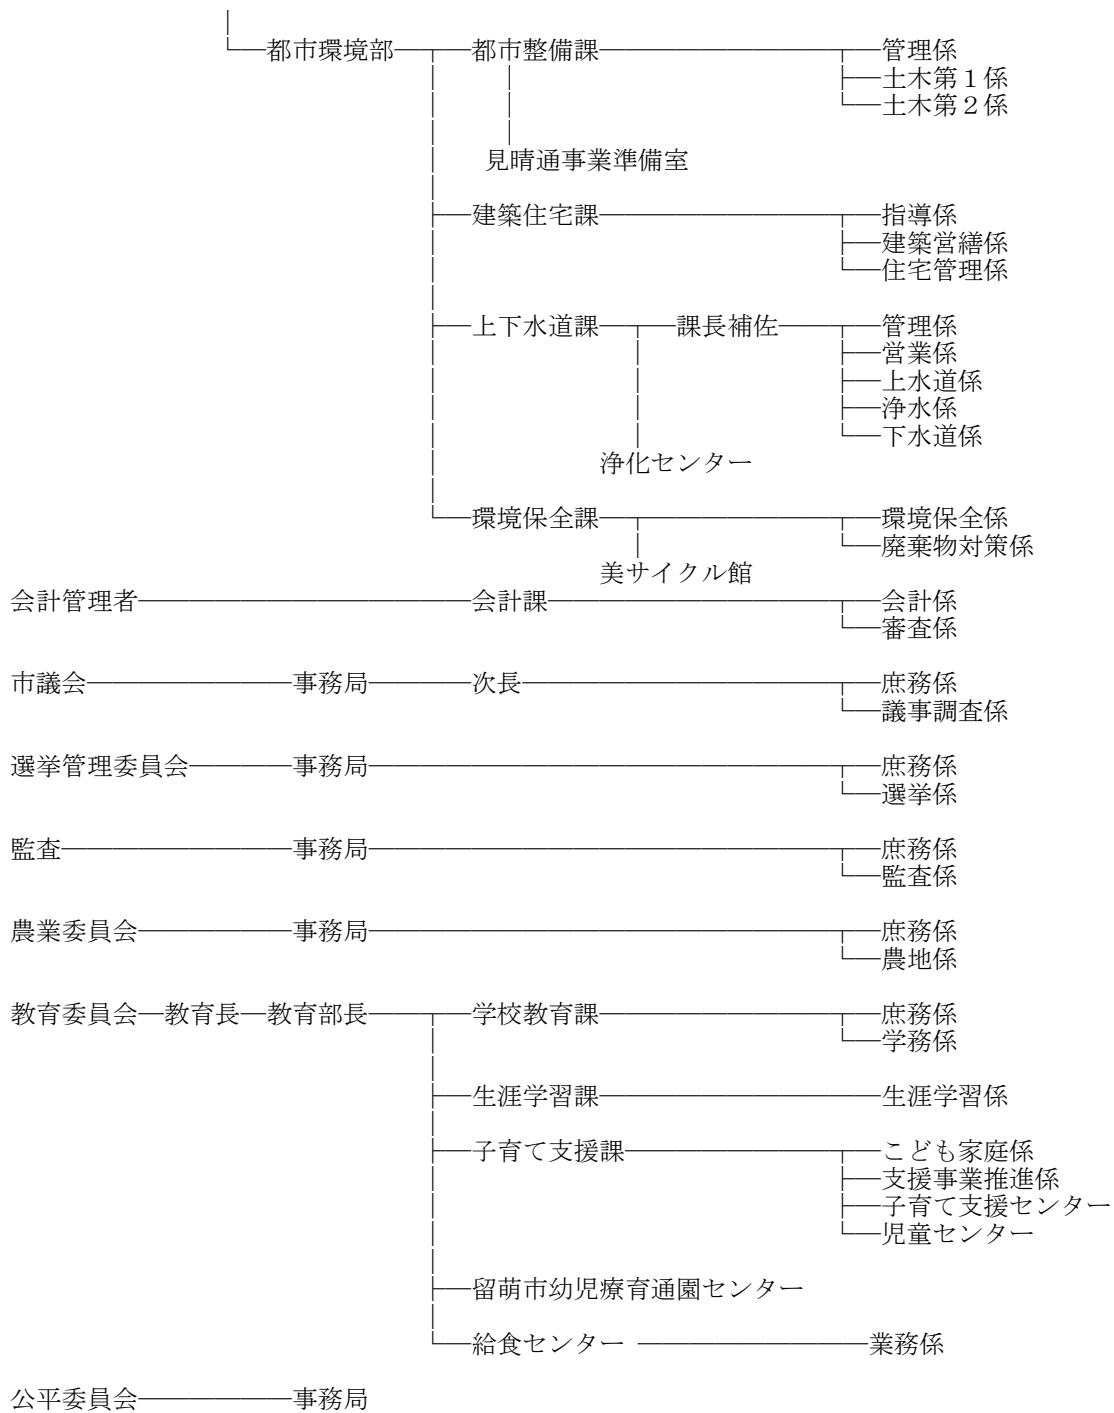 都市環境部 都市整備課 管理係
土木第1係
土木第2係
見晴通事業準備室
建築住宅課 指導係
建築営繕係
住宅管理係
上下水道課 課長補佐 管理係
営業係
上水道係
浄水係
下水道係
浄化センター
環境保全課 環境保全係
廃棄物対策係
美サイクル館
会計管理者 会計課 会計係
審査係
市議会 事務局 次長 庶務係
議事調査係
選挙管理委員会 事務局 庶務係
選挙係
監査 事務局 庶務係
監査係
農業委員会 事務局 庶務係
農地係
教育委員会 教育長 教育部長 学校教育課 庶務係
学務係
生涯学習課 生涯学習係
子育て支援課 こども家庭係
支援事業推進係
子育て支援センター
児童センター
留萌市幼児療育通園センター
給食センター 業務係
公平委員会 事務局